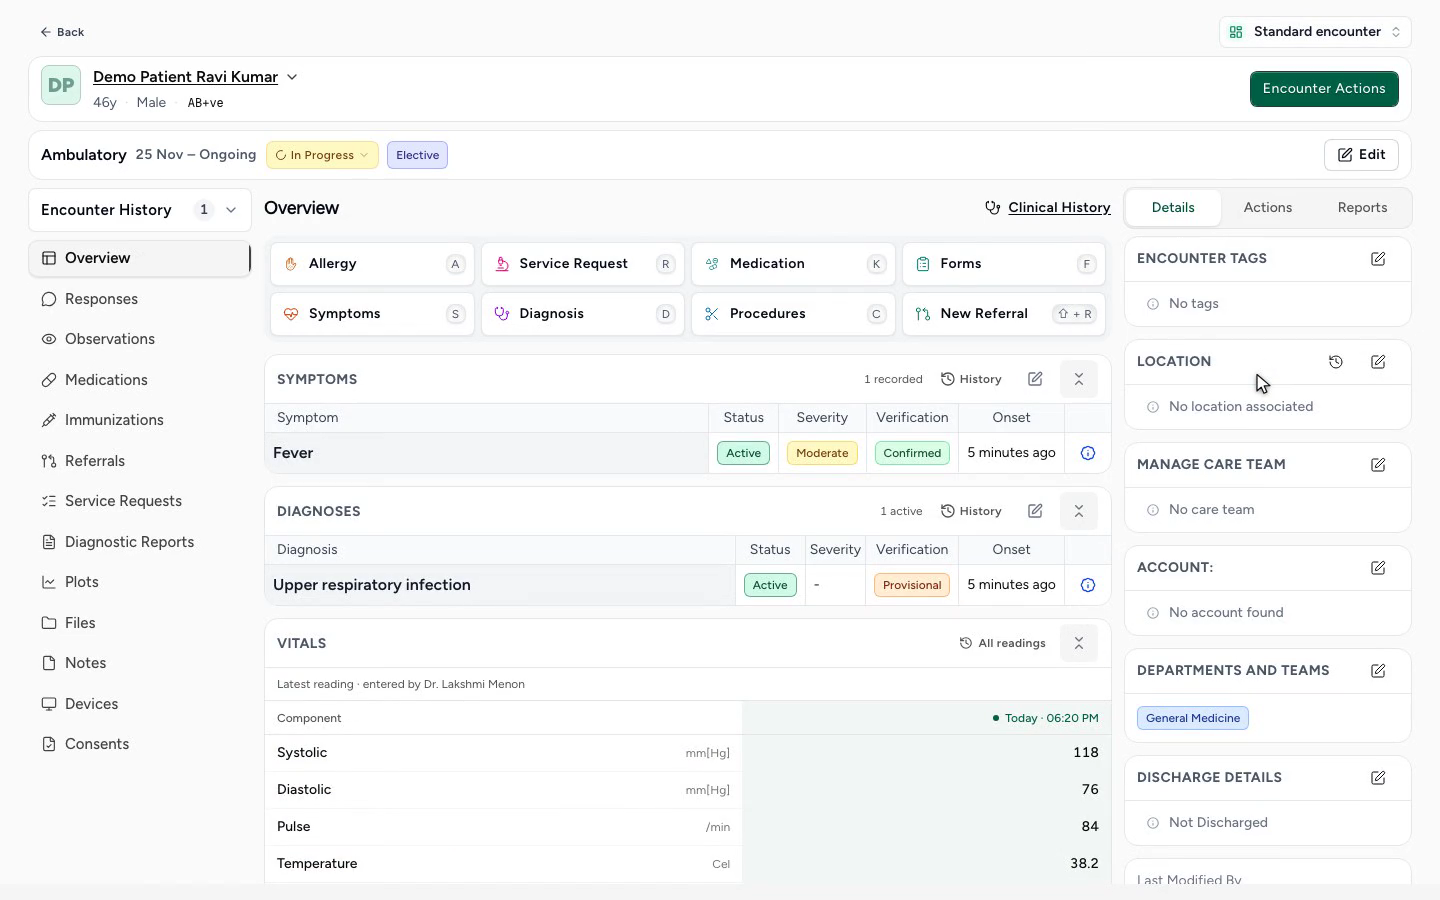 Back
Standard encounter
DP
Demo Patient Ravi Kumar
46y · Male · AB+ve
Encounter Actions
Ambulatory 25 Nov – Ongoing In Progress Elective
Edit
Encounter History 1
Overview
Responses
Observations
Medications
Immunizations
Referrals
Service Requests
Diagnostic Reports
Plots
Files
Notes
Devices
Consents
Overview
Clinical History
Allergy A
Service Request R
Medication K
Forms F
Symptoms S
Diagnosis D
Procedures C
New Referral ⇧ + R
SYMPTOMS 1 recorded History
Symptom Status Severity Verification Onset
Fever Active Moderate Confirmed 5 minutes ago
DIAGNOSES 1 active History
Diagnosis Status Severity Verification Onset
Upper respiratory infection Active - Provisional 5 minutes ago
VITALS All readings
Latest reading · entered by Dr. Lakshmi Menon
Component Today · 06:20 PM
Systolic mm[Hg] 118
Diastolic mm[Hg] 76
Pulse /min 84
Temperature Cel 38.2
Details Actions Reports
ENCOUNTER TAGS
No tags
LOCATION
No location associated
MANAGE CARE TEAM
No care team
ACCOUNT:
No account found
DEPARTMENTS AND TEAMS
General Medicine
DISCHARGE DETAILS
Not Discharged
Last Modified By